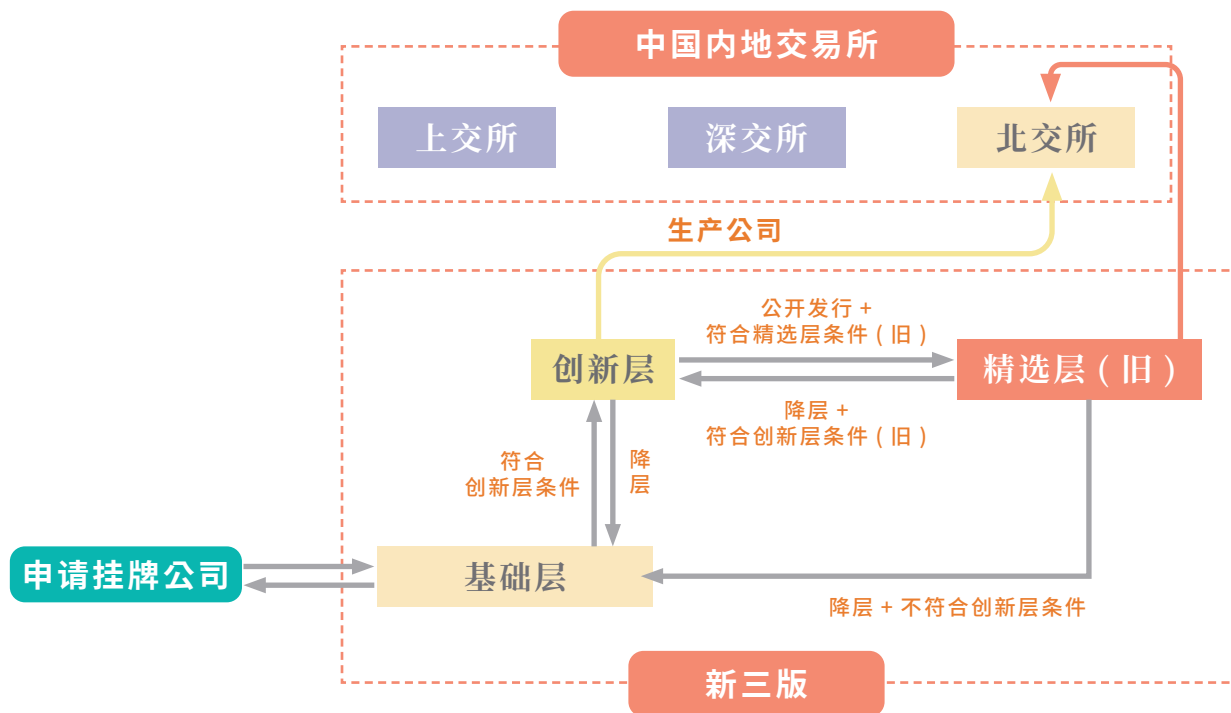 中国内地交易所
上交所
深交所
北交所
生产公司
公开发行 +
符合精选层条件 ( 旧 )
创新层
精选层 ( 旧 )
降层 +
符合创新层条件 ( 旧 )
符合
创新层条件
降
层
申请挂牌公司
基础层
降层 + 不符合创新层条件
新三版